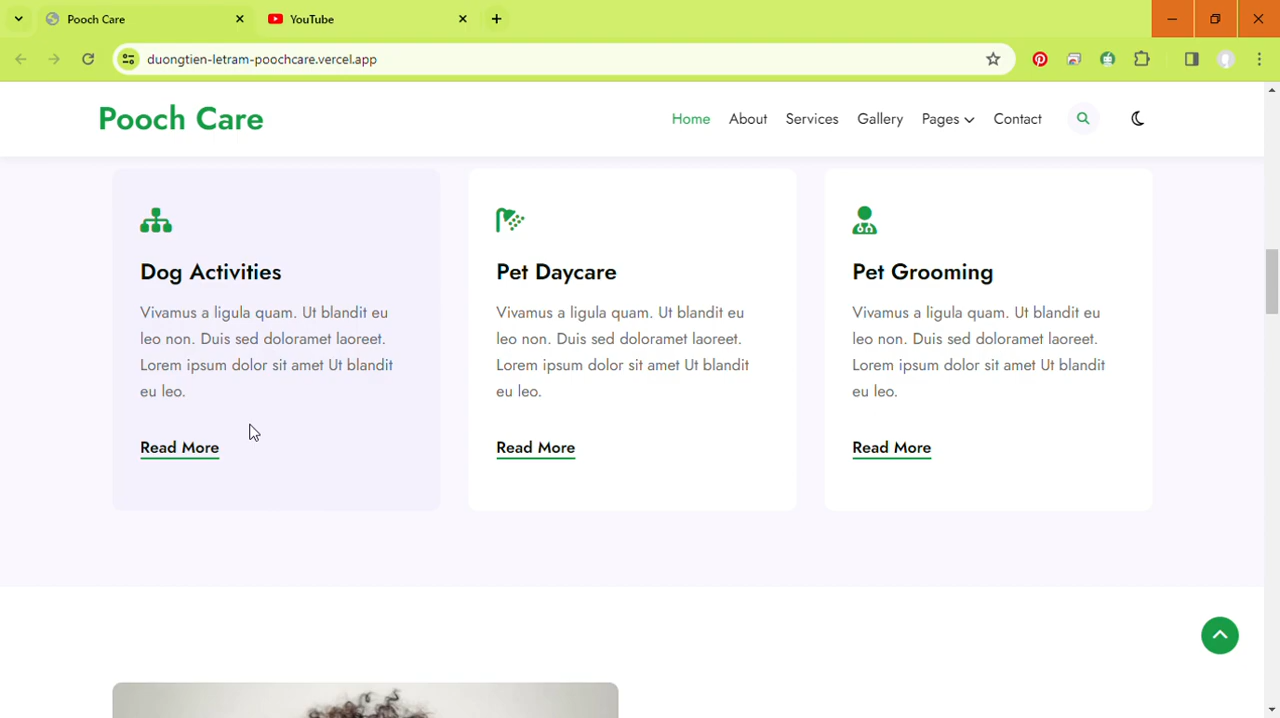 Pooch Care
YouTube
duongtien-letram-poochcare.vercel.app
Pooch Care
Home
About
Services
Gallery
Pages
Contact
Dog Activities
Vivamus a ligula quam. Ut blandit eu
leo non. Duis sed doloramet laoreet.
Lorem ipsum dolor sit amet Ut blandit
eu leo.
Read More
Pet Daycare
Vivamus a ligula quam. Ut blandit eu
leo non. Duis sed doloramet laoreet.
Lorem ipsum dolor sit amet Ut blandit
eu leo.
Read More
Pet Grooming
Vivamus a ligula quam. Ut blandit eu
leo non. Duis sed doloramet laoreet.
Lorem ipsum dolor sit amet Ut blandit
eu leo.
Read More